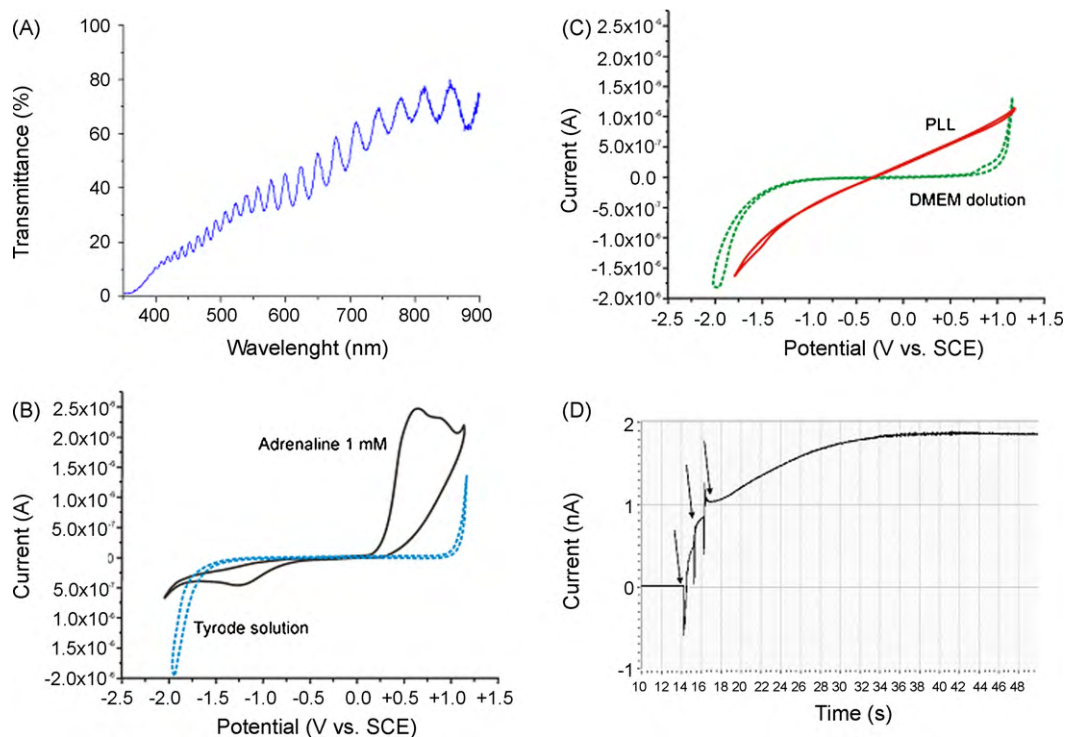 (A)
Transmittance (%)
100
80
60
40
20
0
400 500 600 700 800 900
Wavelenght (nm)
(C)
Current (A)
2.5x10⁻⁶
2.0x10⁻⁶
1.5x10⁻⁶
1.0x10⁻⁶
5.0x10⁻⁷
0.0
-5.0x10⁻⁷
-1.0x10⁻⁶
-1.5x10⁻⁶
-2.0x10⁻⁶
PLL
DMEM dolution
-2.5 -2.0 -1.5 -1.0 -0.5 0.0 +0.5 +1.0 +1.5
Potential (V vs. SCE)
(B)
Current (A)
2.5x10⁻⁶
2.0x10⁻⁶
1.5x10⁻⁶
1.0x10⁻⁶
5.0x10⁻⁷
0
5.0x10⁻⁷
1.0x10⁻⁶
1.5x10⁻⁶
-2.0x10⁻⁶
Adrenaline 1 mM
Tyrode solution
-2.5 -2.0 -1.5 -1.0 -0.5 0.0 +0.5 +1.0 +1.5
Potential (V vs. SCE)
(D)
Current (nA)
2
1
0
-1
10 12 14 16 18 20 22 24 26 28 30 32 34 36 38 40 42 44 46 48
Time (s)